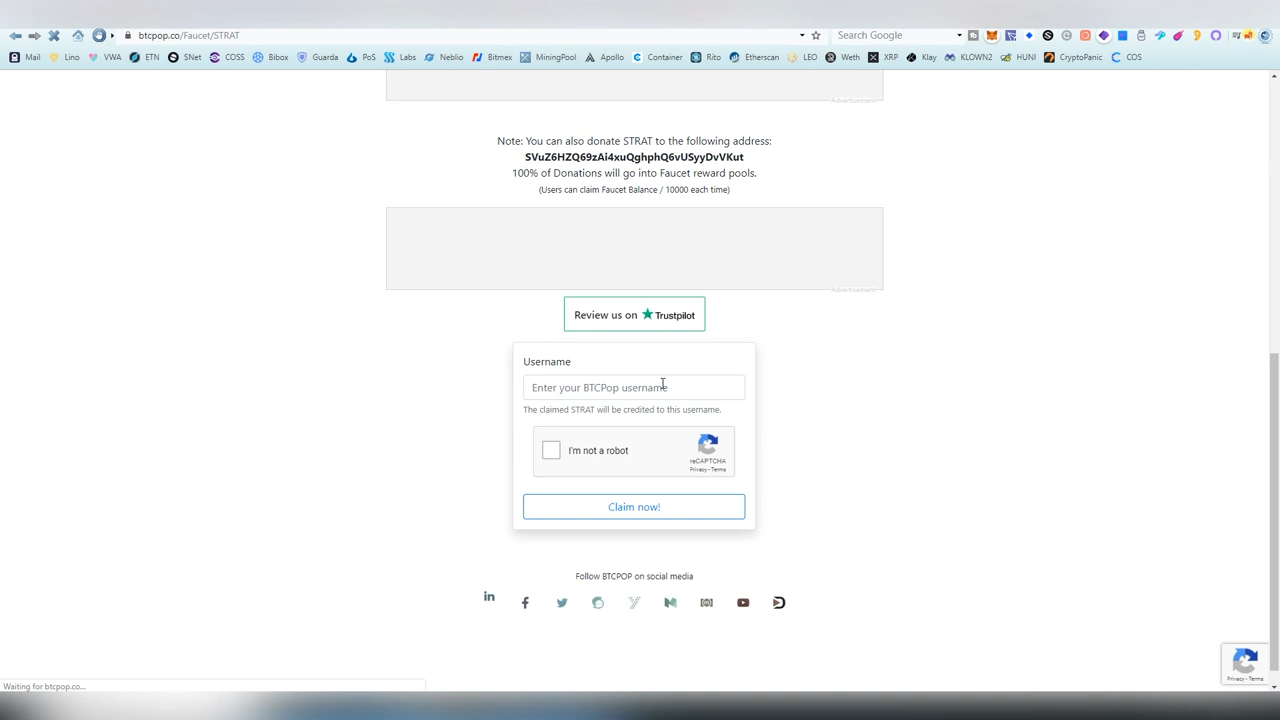 btcpop.co/Faucet/STRAT
Search Google
Mail Lino VWA ETN SNet COSS Bibox Guarda PoS Labs Neblio Bitmex MiningPool Apollo Container Rito Etherscan LEO Weth XRP Klay KLOWN2 HUNI CryptoPanic COS
Advertisement
Note: You can also donate STRAT to the following address:
SVuZ6HZQ69zAi4xuQghphQ6vUSyyDvVKut
100% of Donations will go into Faucet reward pools.
(Users can claim Faucet Balance / 10000 each time)
Advertisement
Review us on Trustpilot
Username
Enter your BTCPop username
The claimed STRAT will be credited to this username.
I'm not a robot
reCAPTCHA
Privacy - Terms
Claim now!
Follow BTCPOP on social media
Privacy - Terms
Waiting for btcpop.co...